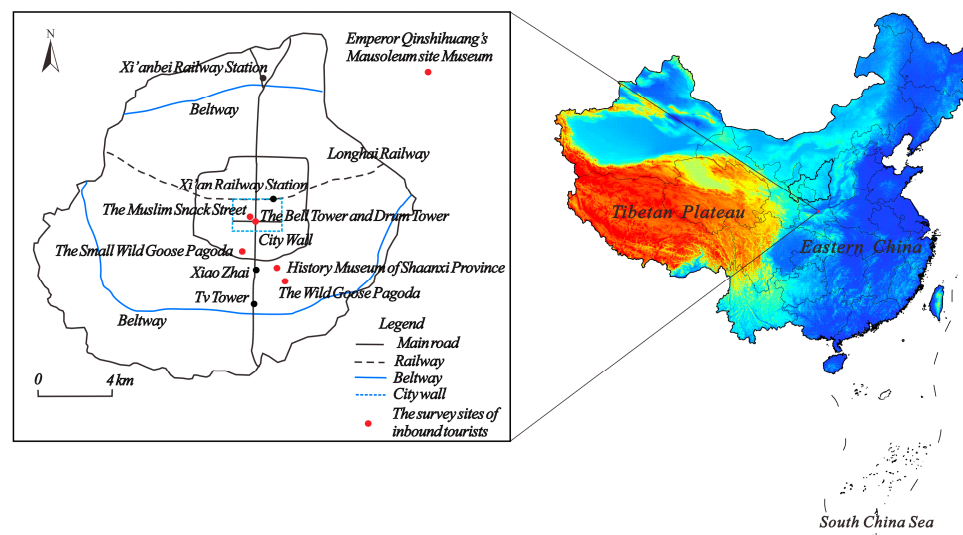 N
Emperor Qinshihuang's
Mausoleum site Museum
Xi'anbei Railway Station
Beltway
Longhai Railway
Xi'an Railway Station
The Muslim Snack Street
The Bell Tower and Drum Tower
City Wall
The Small Wild Goose Pagoda
Xiao Zhai
History Museum of Shaanxi Province
The Wild Goose Pagoda
Tv Tower
Beltway
Legend
Main road
Railway
Beltway
City wall
The survey sites of
inbound tourists
0 4 km
Tibetan Plateau
Eastern China
South China Sea